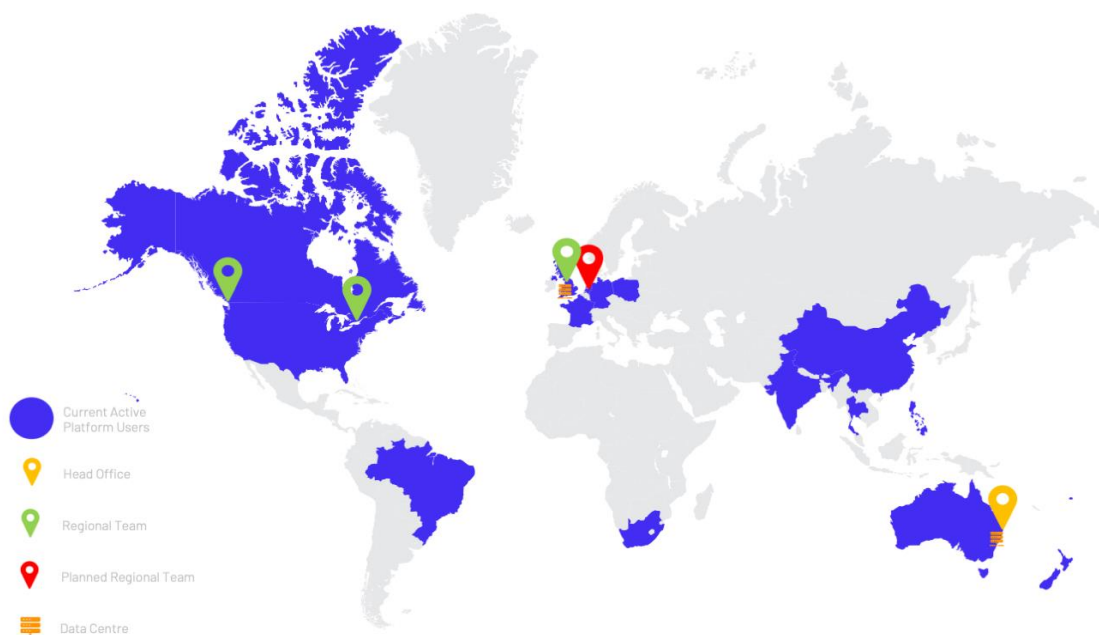 Current Active
Platform Users
Head Office
Regional Team
Planned Regional Team
Data Centre